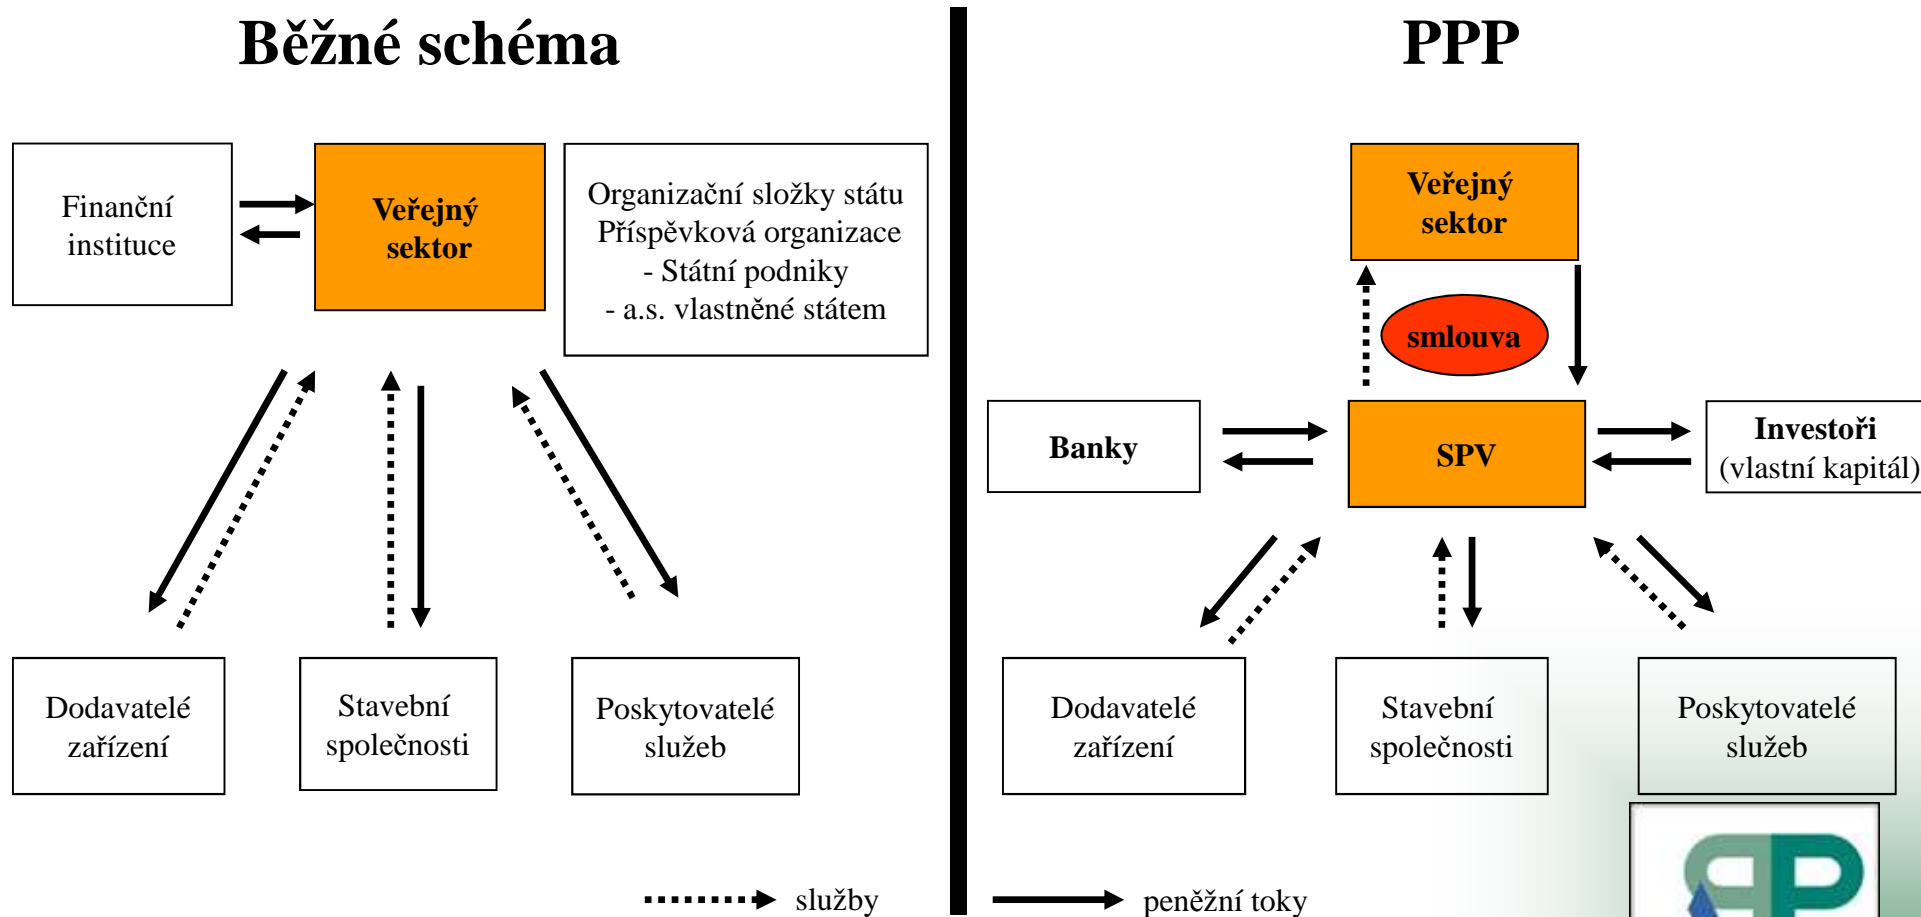 Běžné schéma
Finanční
instituce
Veřejný
sektor
Organizační složky státu
Příspěvková organizace
- Státní podniky
- a.s. vlastněné státem
Dodavatelé
zařízení
Stavební
společnosti
Poskytovatelé
služeb
PPP
Veřejný
sektor
smlouva
Banky
SPV
Investoři
(vlastní kapitál)
Dodavatelé
zařízení
Stavební
společnosti
Poskytovatelé
služeb
služby
peněžní toky
PP